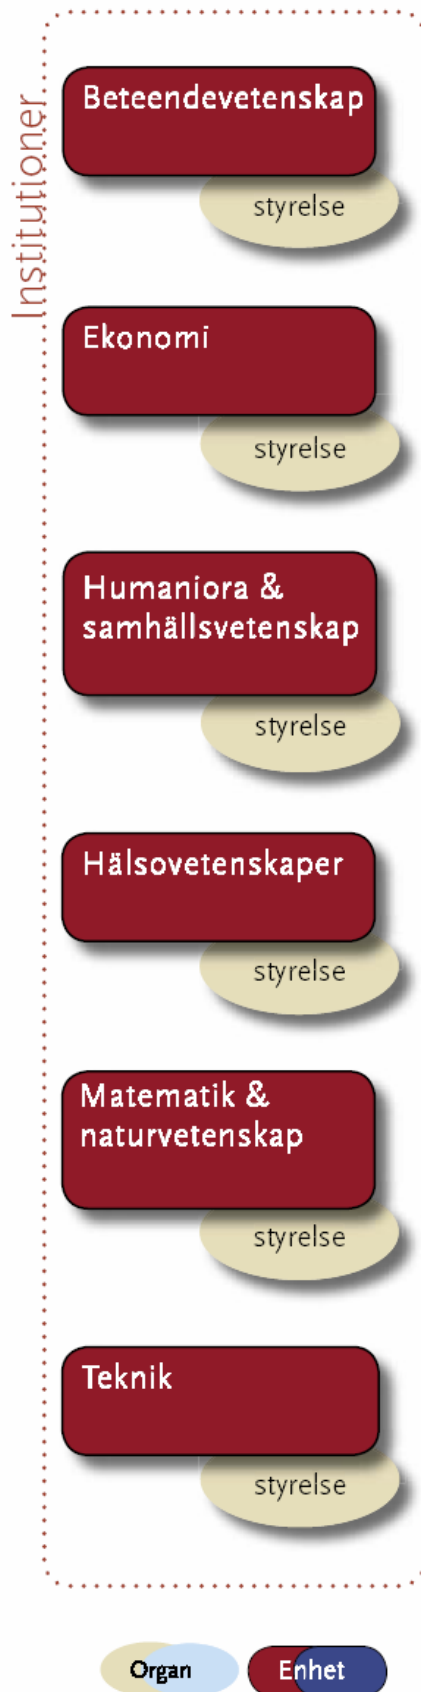 Institutioner
Beteendevetenskap
styrelse
Ekonomi
styrelse
Humaniora &
samhällsvetenskap
styrelse
Hälsovetenskaper
styrelse
Matematik &
naturvetenskap
styrelse
Teknik
styrelse
Organ
Enhet